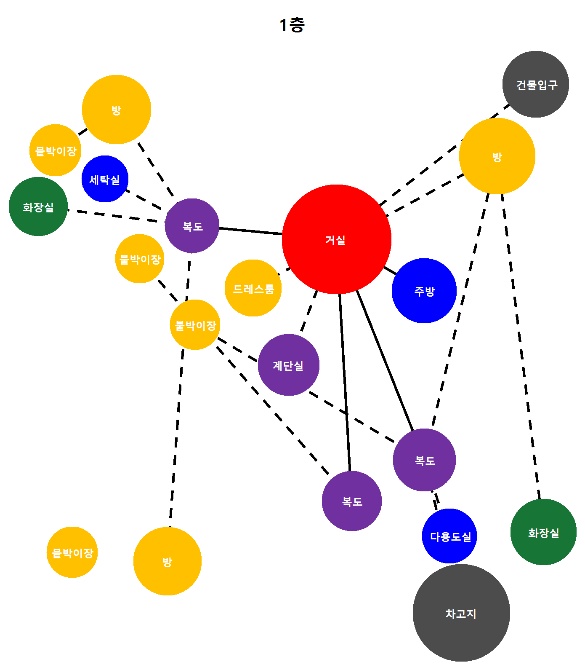 1층
건물입구
방
붙박이장
방
세탁실
화장실
복도
거실
붙박이장
드레스룸
주방
붙박이장
계단실
복도
복도
다용도실
화장실
붙박이장
방
차고지